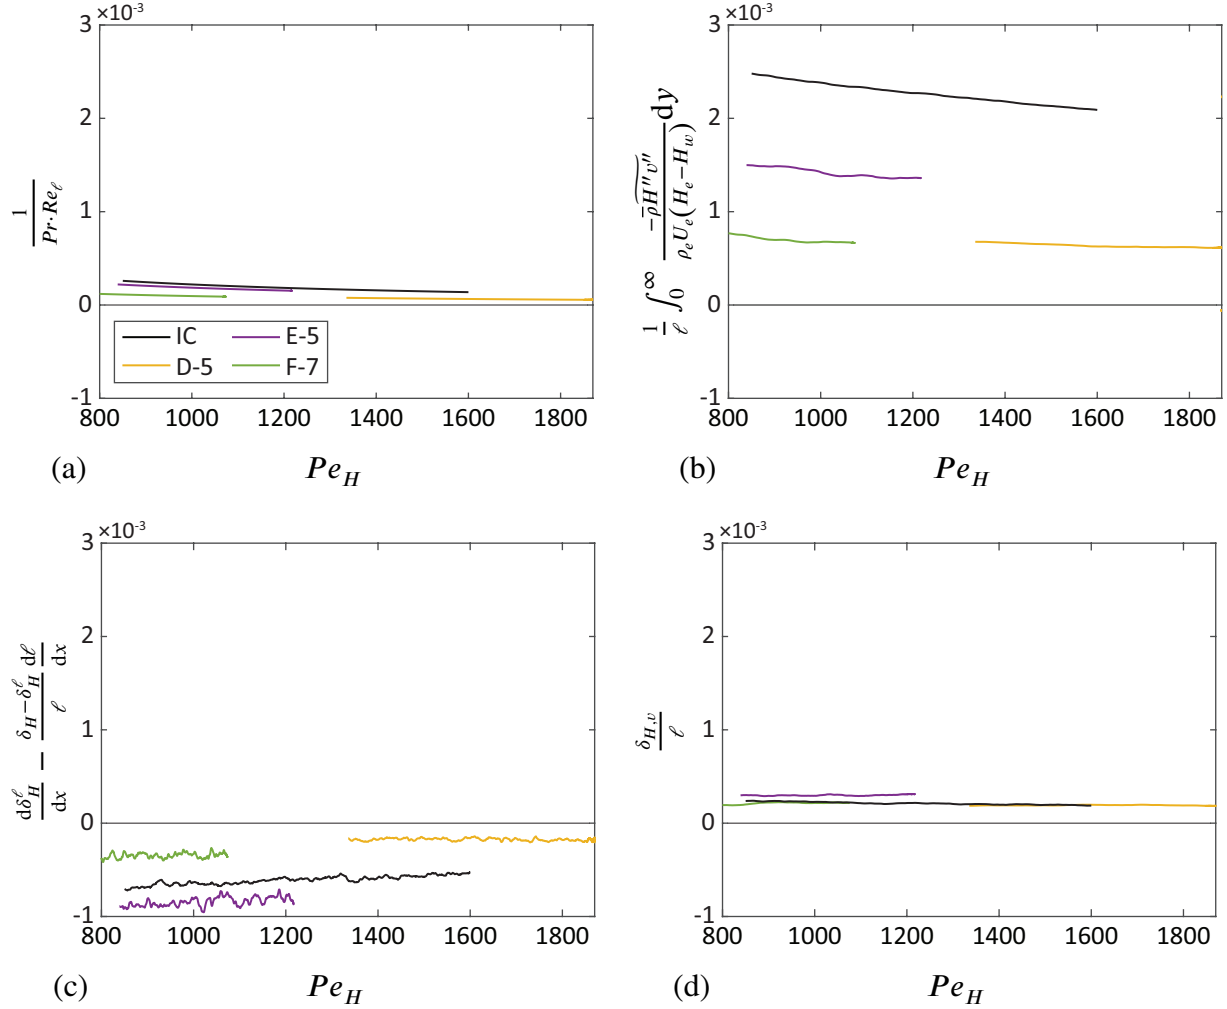 ×10⁻³
3
2
1
0
-1
800 1000 1200 1400 1600 1800
1/(Pr·Re_ℓ)
IC E-5
D-5 F-7
(a) Pe_H
×10⁻³
3
2
1
0
-1
800 1000 1200 1400 1600 1800
1/ℓ ∫₀^∞ (−ρ̄ \widetilde{H''v''})/(ρ_e U_e(H_e−H_w)) dy
(b) Pe_H
×10⁻³
3
2
1
0
-1
800 1000 1200 1400 1600 1800
dδ_H^ℓ/dx − (δ_H−δ_H^ℓ)/ℓ dℓ/dx
(c) Pe_H
×10⁻³
3
2
1
0
-1
800 1000 1200 1400 1600 1800
δ_{H,v}/ℓ
(d) Pe_H